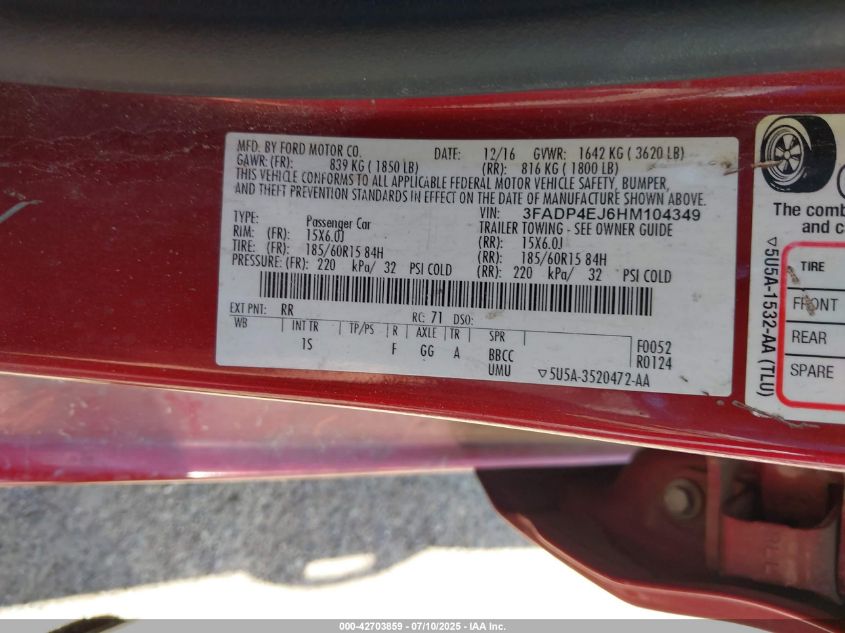 MFD. BY FORD MOTOR CO. DATE: 12/16 GVWR: 1642 KG ( 3620 LB)
GAWR: (FR): 839 KG ( 1850 LB) (RR): 816 KG ( 1800 LB)
THIS VEHICLE CONFORMS TO ALL APPLICABLE FEDERAL MOTOR VEHICLE SAFETY, BUMPER,
AND THEFT PREVENTION STANDARDS IN EFFECT ON THE DATE OF MANUFACTURE SHOWN ABOVE.
VIN: 3FADP4EJ6HM104349
TYPE: Passenger Car TRAILER TOWING - SEE OWNER GUIDE
RIM: (FR): 15X6.0J (RR): 15X6.0J
TIRE: (FR): 185/60R15 84H (RR): 185/60R15 84H
PRESSURE: (FR): 220 kPa/ 32 PSI COLD (RR): 220 kPa/ 32 PSI COLD
EXT PNT: RR RC: 71 DSO:
WB INT TR TP/PS R AXLE TR SPR F0052
1S F GG A BBCC R0124
UMU ▽5U5A-3520472-AA
The comb
and c
TIRE
FRONT
REAR
SPARE
▽5U5A-1532-AA (TLU)
000-42703859 - 07/10/2025 - IAA Inc.